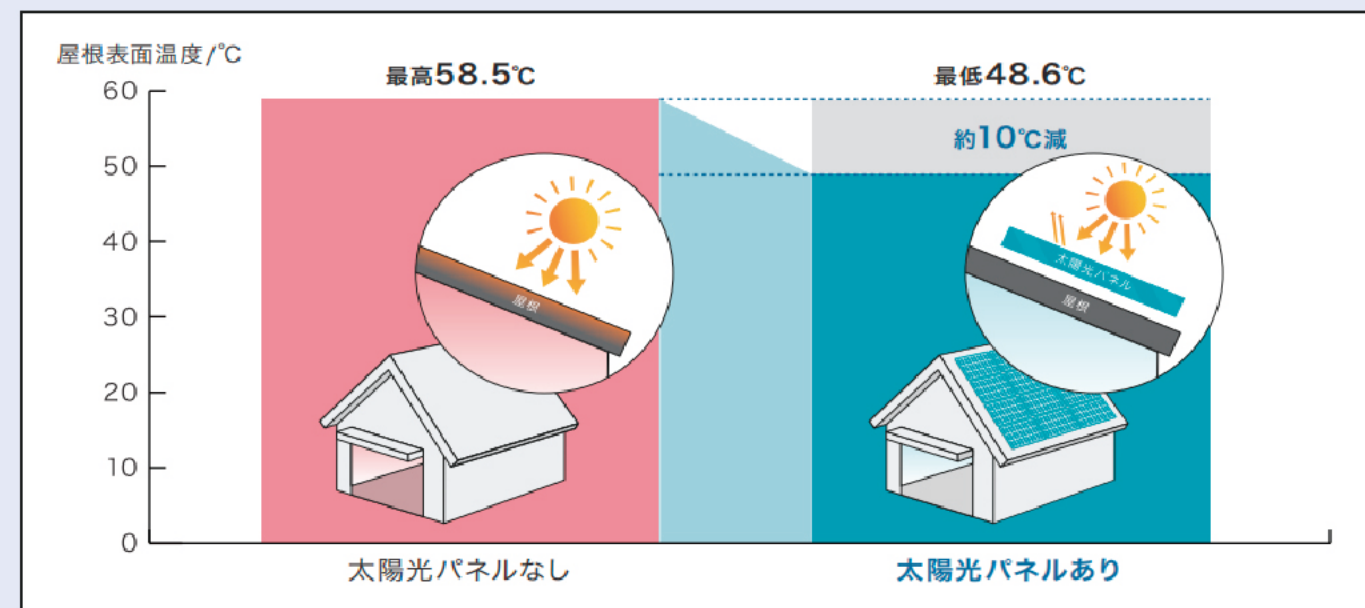 屋根表面温度/℃
最高58.5℃
最低48.6℃
60
約10℃減
50
40
太陽光パネル
30
屋根
屋根
20
10
0
太陽光パネルなし
太陽光パネルあり